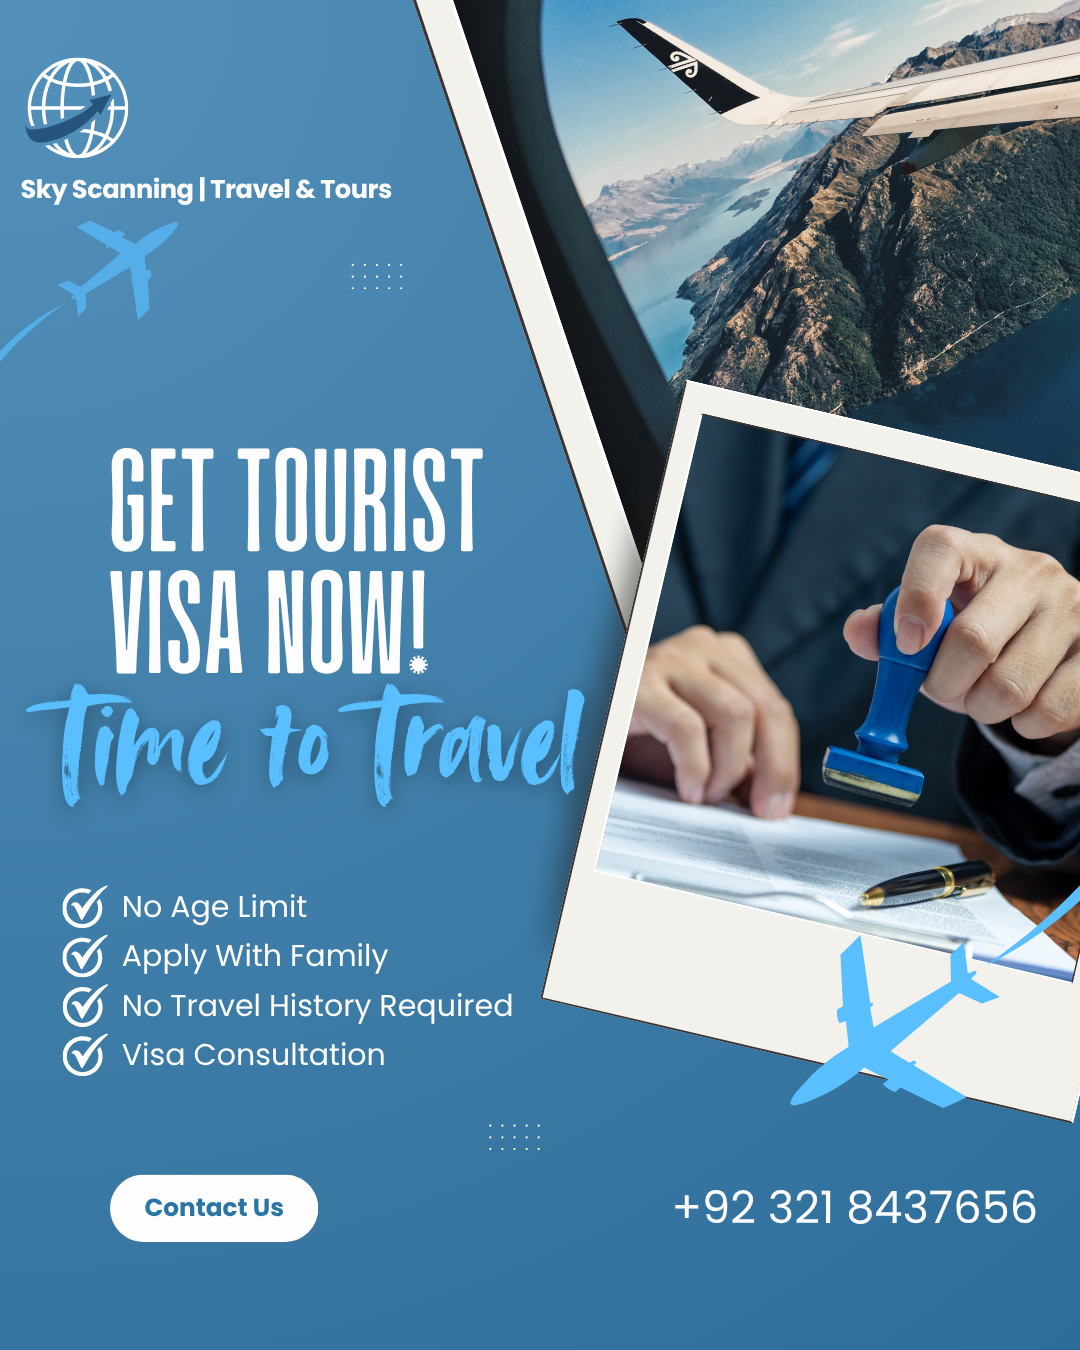 Sky Scanning | Travel & Tours
GET TOURIST
VISA NOW!
Time to Travel
No Age Limit
Apply With Family
No Travel History Required
Visa Consultation
Contact Us
+92 321 8437656